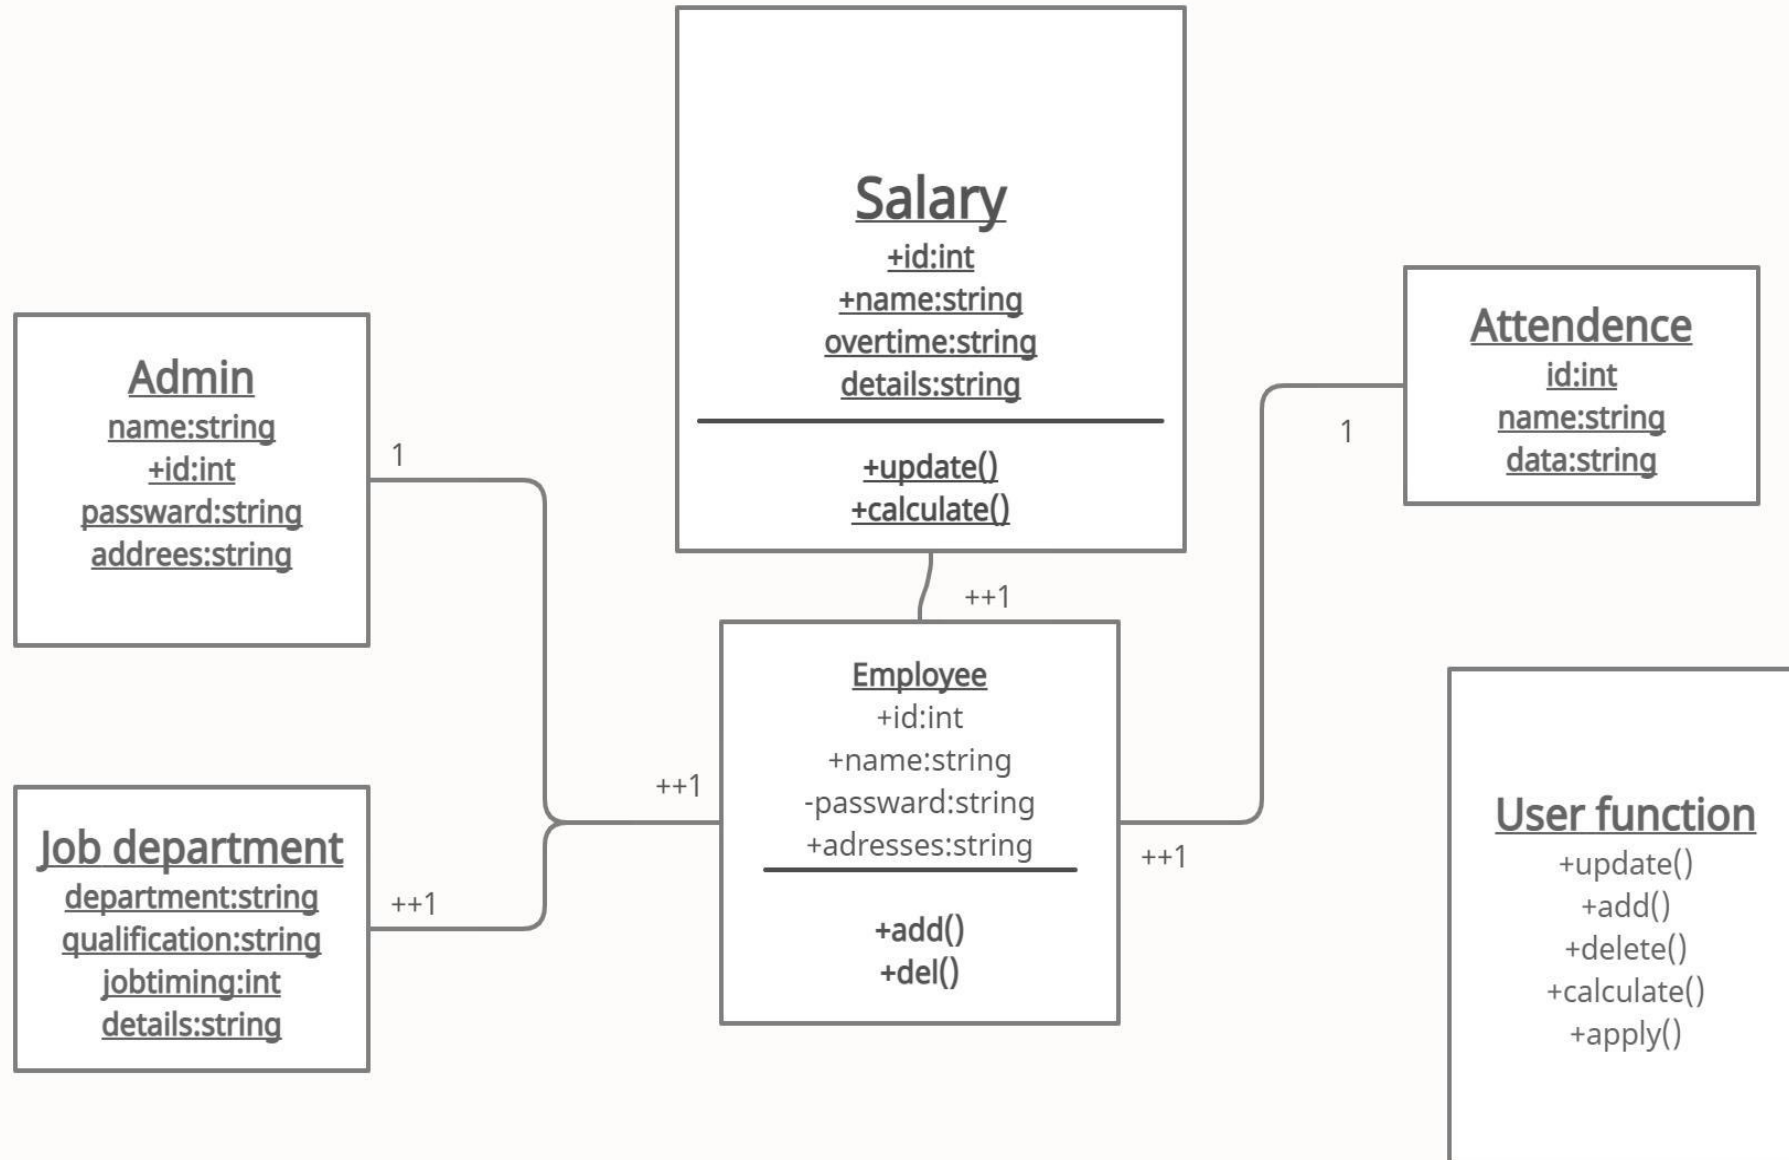 Salary
+id:int
+name:string
overtime:string
details:string
+update()
+calculate()
Admin
name:string
+id:int
passward:string
addrees:string
1
Attendence
id:int
name:string
data:string
1
++1
Employee
+id:int
+name:string
-passward:string
+adresses:string
+add()
+del()
++1
++1
Job department
department:string
qualification:string
jobtiming:int
details:string
++1
User function
+update()
+add()
+delete()
+calculate()
+apply()